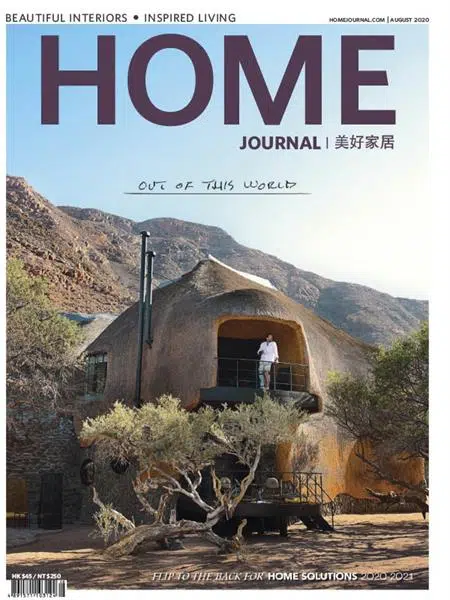 BEAUTIFUL INTERIORS • INSPIRED LIVING
HOMEJOURNAL.COM | AUGUST 2020
HOME
JOURNAL | 美好家居
OUT OF THIS WORLD
HK$45 / NT$250
FLIP TO THE BACK FOR HOME SOLUTIONS 2020-2021